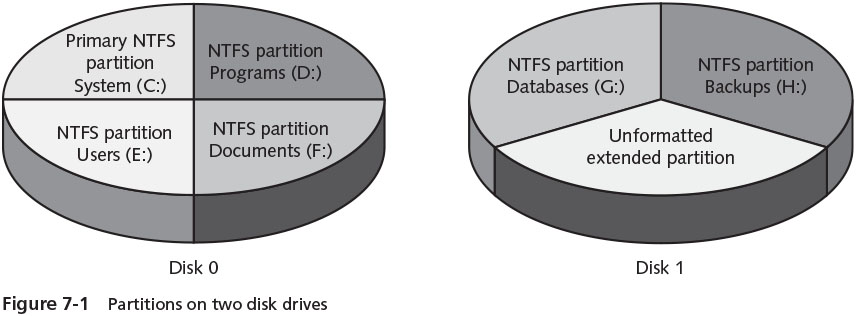 Primary NTFS
partition
System (C:)
NTFS partition
Programs (D:)
NTFS partition
Users (E:)
NTFS partition
Documents (F:)
Disk 0
NTFS partition
Databases (G:)
NTFS partition
Backups (H:)
Unformatted
extended partition
Disk 1
Figure 7-1 Partitions on two disk drives